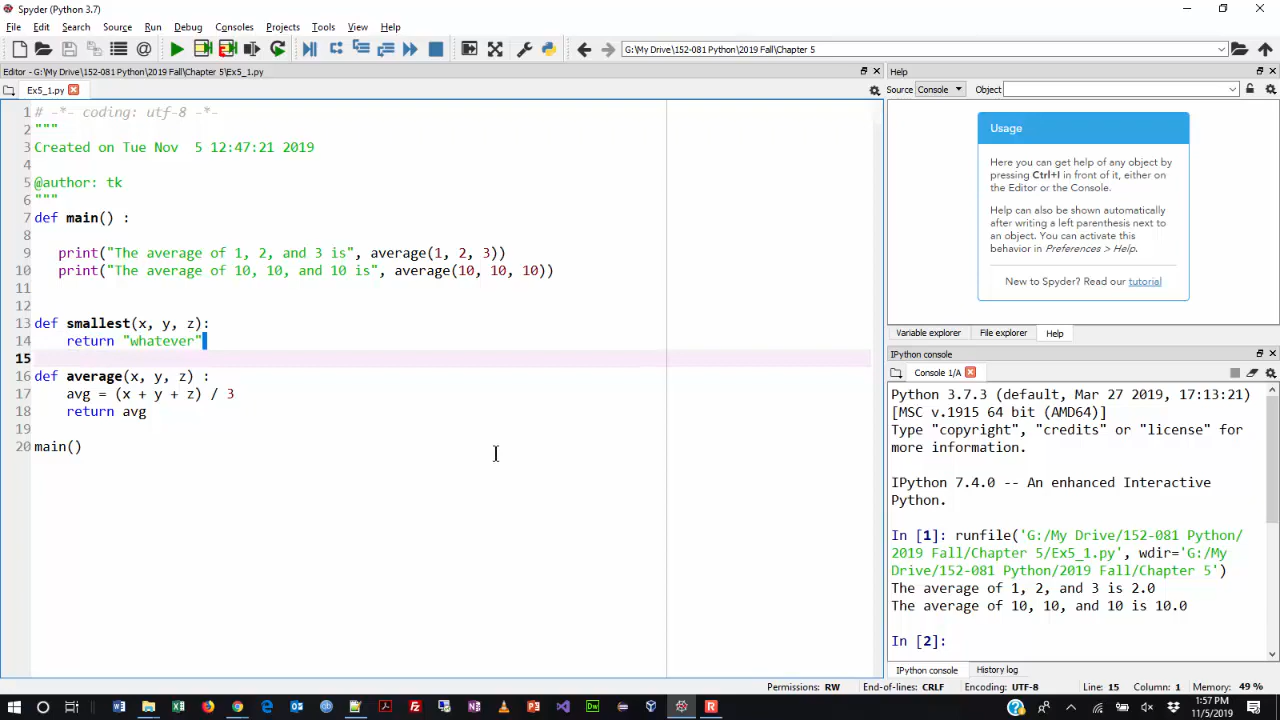 Spyder (Python 3.7)
File Edit Search Source Run Debug Consoles Projects Tools View Help
G:\My Drive\152-081 Python\2019 Fall\Chapter 5
Editor - G:\My Drive\152-081 Python\2019 Fall\Chapter 5\Ex5_1.py
Ex5_1.py
1 # -*- coding: utf-8 -*-
2 """
3 Created on Tue Nov  5 12:47:21 2019
4
5 @author: tk
6 """
7 def main() :
8
9    print("The average of 1, 2, and 3 is", average(1, 2, 3))
10    print("The average of 10, 10, and 10 is", average(10, 10, 10))
11
12
13 def smallest(x, y, z):
14     return "whatever"
15
16 def average(x, y, z) :
17     avg = (x + y + z) / 3
18     return avg
19
20 main()
Help
Source Console Object
Usage
Here you can get help of any object by
pressing Ctrl+I in front of it, either on
the Editor or the Console.
Help can also be shown automatically
after writing a left parenthesis next to
an object. You can activate this
behavior in Preferences > Help.
New to Spyder? Read our tutorial
Variable explorer File explorer Help
IPython console
Console 1/A
Python 3.7.3 (default, Mar 27 2019, 17:13:21)
[MSC v.1915 64 bit (AMD64)]
Type "copyright", "credits" or "license" for
more information.
IPython 7.4.0 -- An enhanced Interactive
Python.
In [1]: runfile('G:/My Drive/152-081 Python/
2019 Fall/Chapter 5/Ex5_1.py', wdir='G:/My
Drive/152-081 Python/2019 Fall/Chapter 5')
The average of 1, 2, and 3 is 2.0
The average of 10, 10, and 10 is 10.0
In [2]:
IPython console History log
Permissions: RW End-of-lines: CRLF Encoding: UTF-8 Line: 15 Column: 1 Memory: 49 %
1:57 PM
11/5/2019